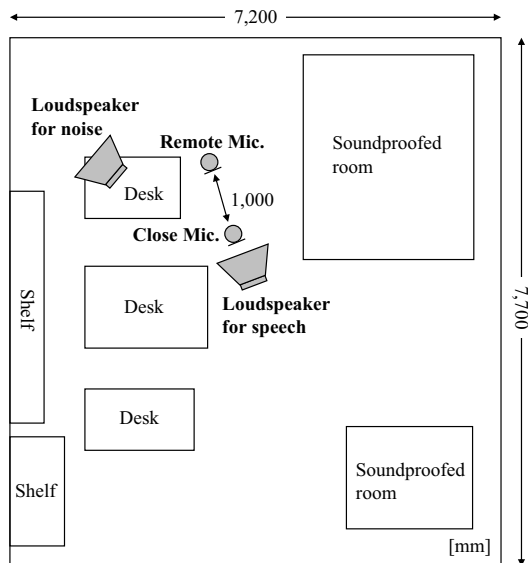 7,200
Loudspeaker
for noise
Remote Mic.
Soundproofed
room
Desk
1,000
Close Mic.
Shelf
Desk
Loudspeaker
for speech
7,700
Desk
Shelf
Soundproofed
room
[mm]